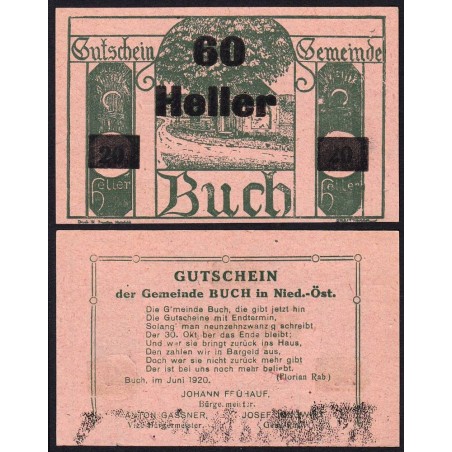 Gutschein 60 Gemeinde
Heller
20 20
Heller Heller
Buch
GUTSCHEIN
der Gemeinde BUCH in Nied.-Öst.
Die G'meinde Buch, die gibt jetzt hin
Die Gutscheine mit Endtermin,
Solang' man neunzehnzwanzig schreibt,
Der 30. Okt ber das Ende bleibt;
Und wer sie bringt zurück ins Haus,
Den zahlen wir in Bargeld aus,
Doch wer sie nicht zurück mehr gibt
Der ist bei uns noch mehr beliebt.
Buch, im Juni 1920. (Florian Rab)
JOHANN
Bürgermeister.
ANTON GASSNER, JOSEF
Vizebürgermeister.